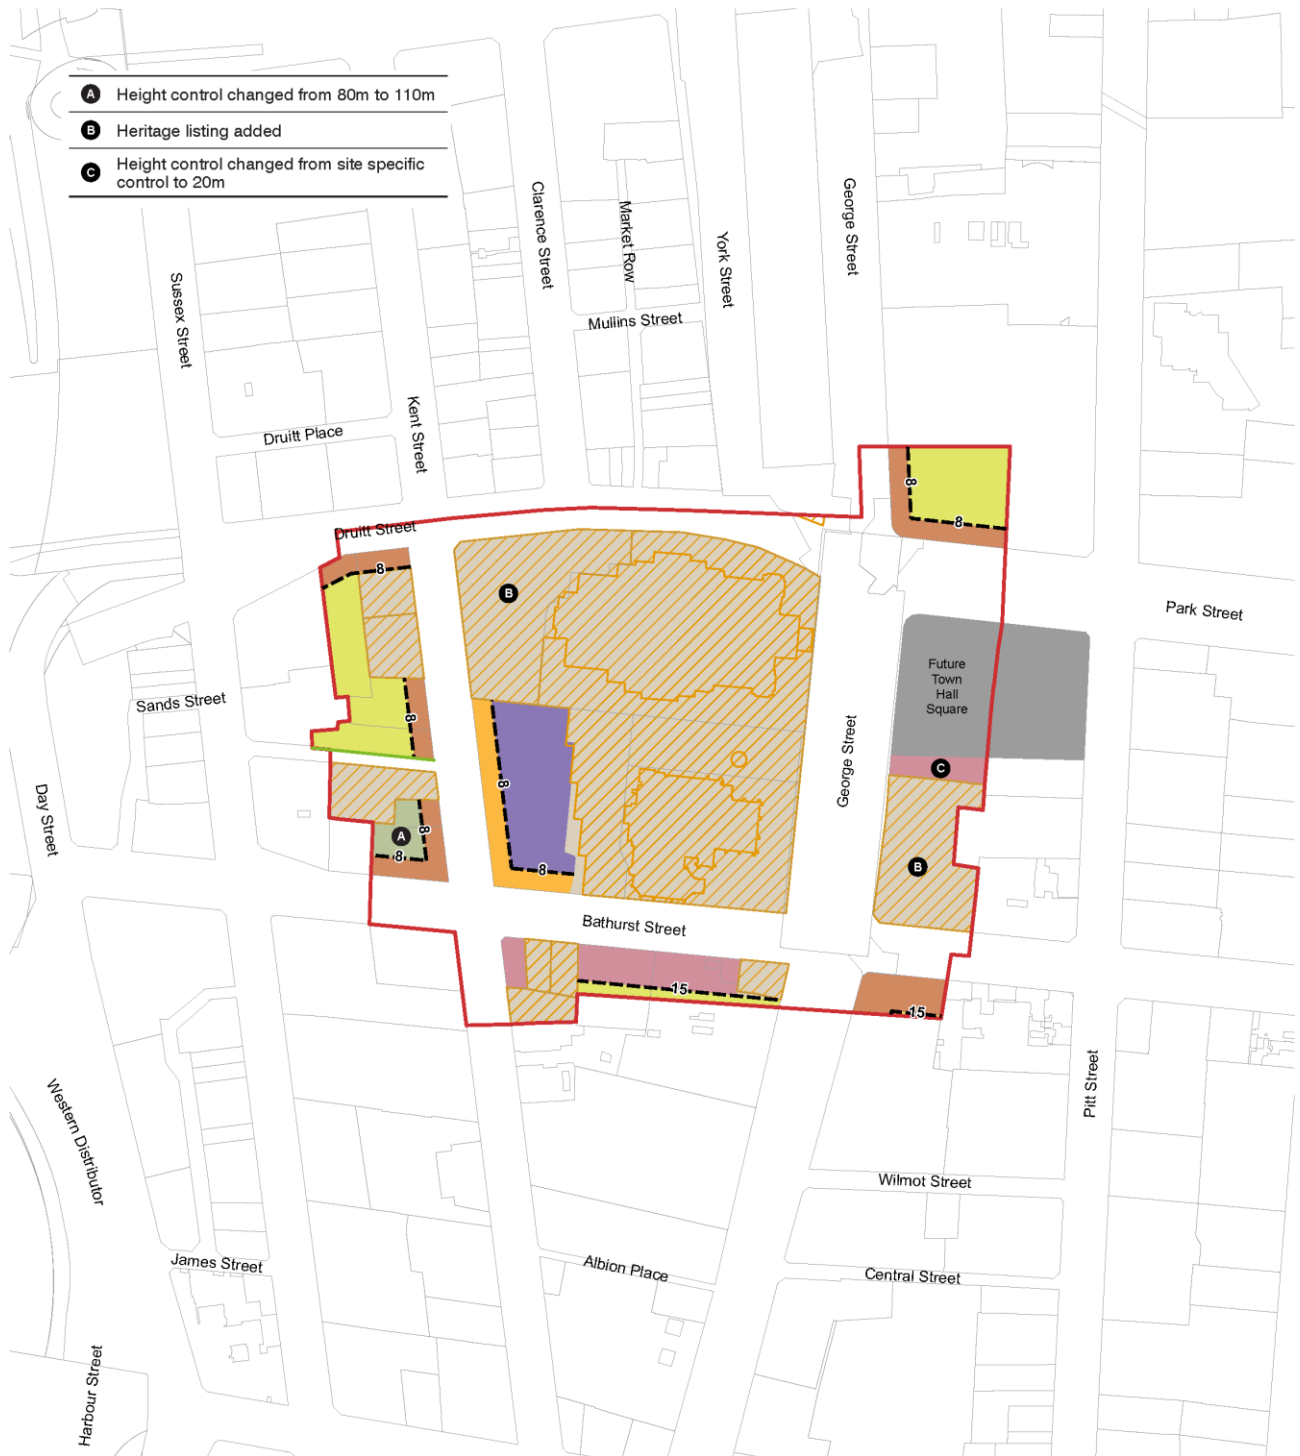 A Height control changed from 80m to 110m
B Heritage listing added
C Height control changed from site specific
control to 20m
Clarence Street
Market Row
York Street
George Street
Sussex Street
Mullins Street
Kent Street
Druitt Place
Druitt Street
8
8
8
B
Park Street
Future
Town
Hall
Square
Sands Street
8
George Street
C
Day Street
8
A
8
8
8
B
Bathurst Street
15
15
Pitt Street
Western Distributor
Wilmot Street
James Street
Albion Place
Central Street
Harbour Street